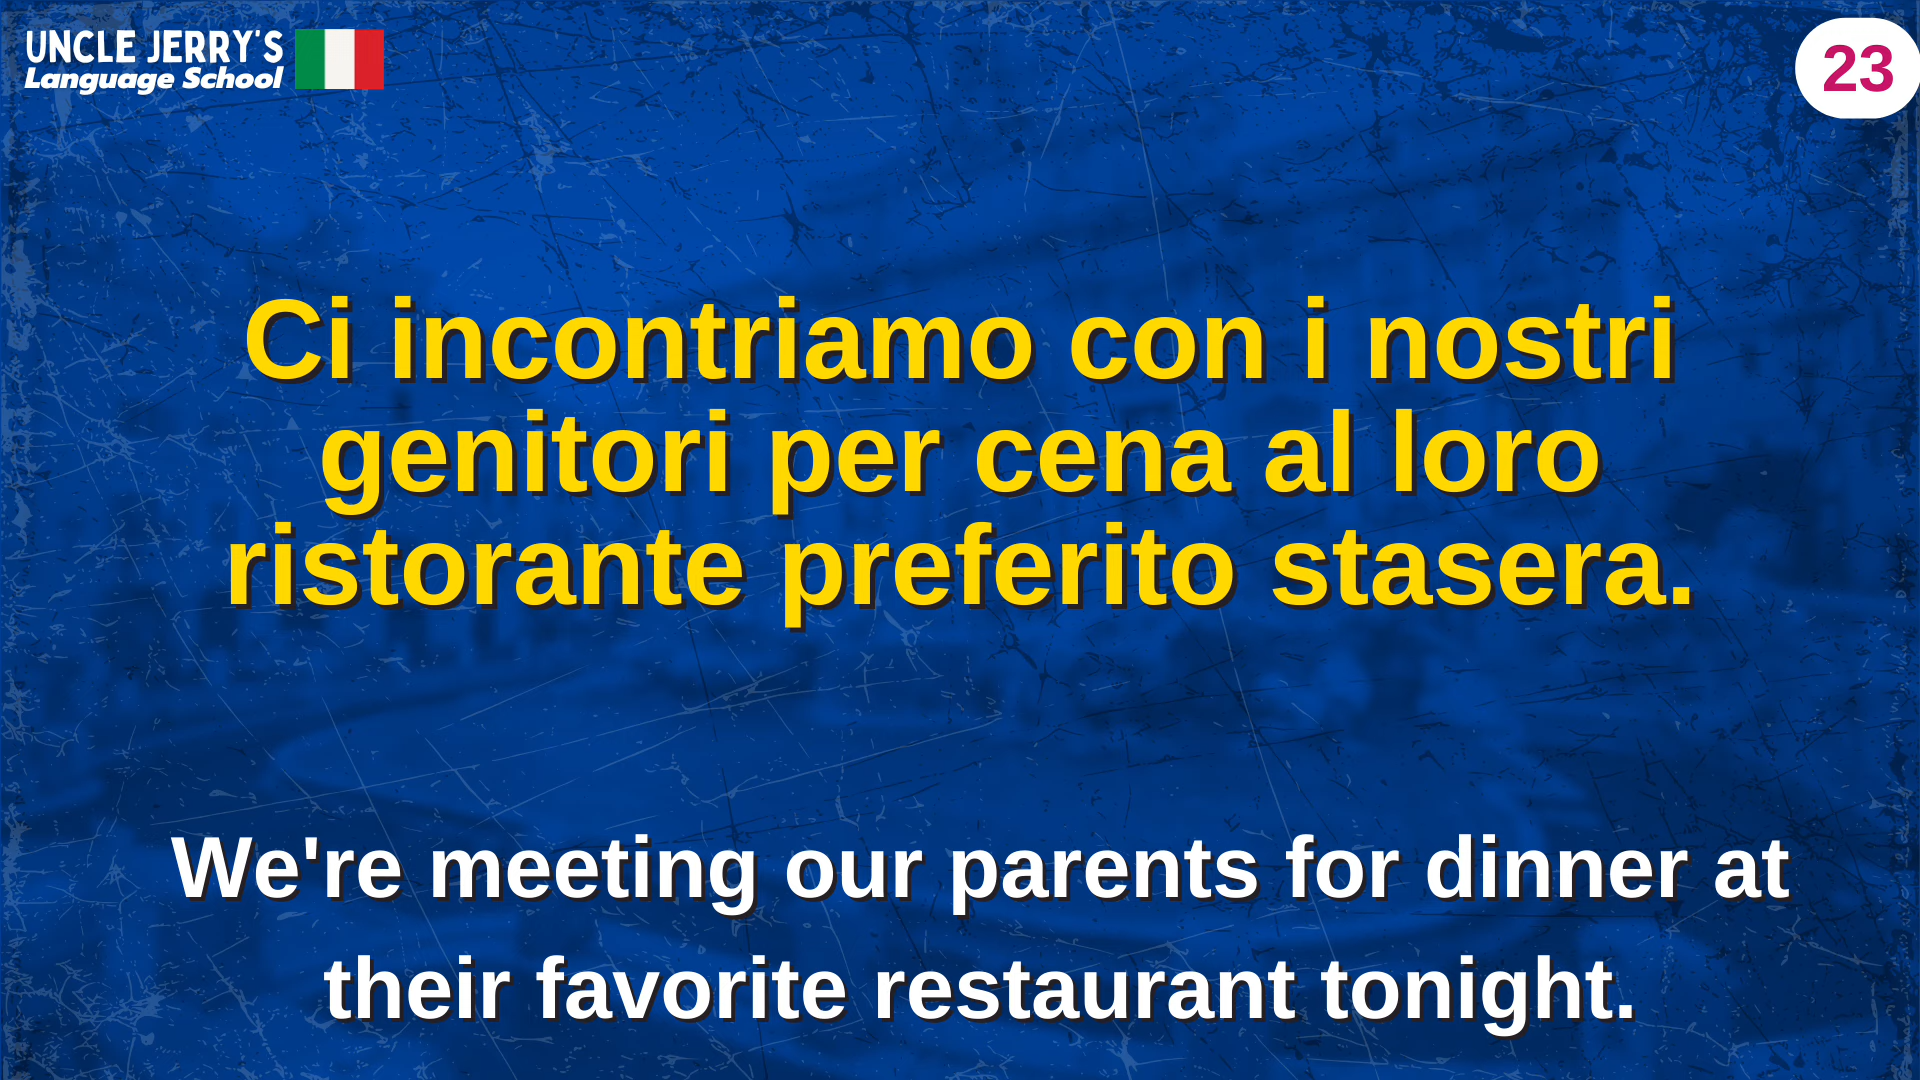 UNCLE JERRY'S
Language School
23
Ci incontriamo con i nostri
genitori per cena al loro
ristorante preferito stasera.
We're meeting our parents for dinner at
their favorite restaurant tonight.